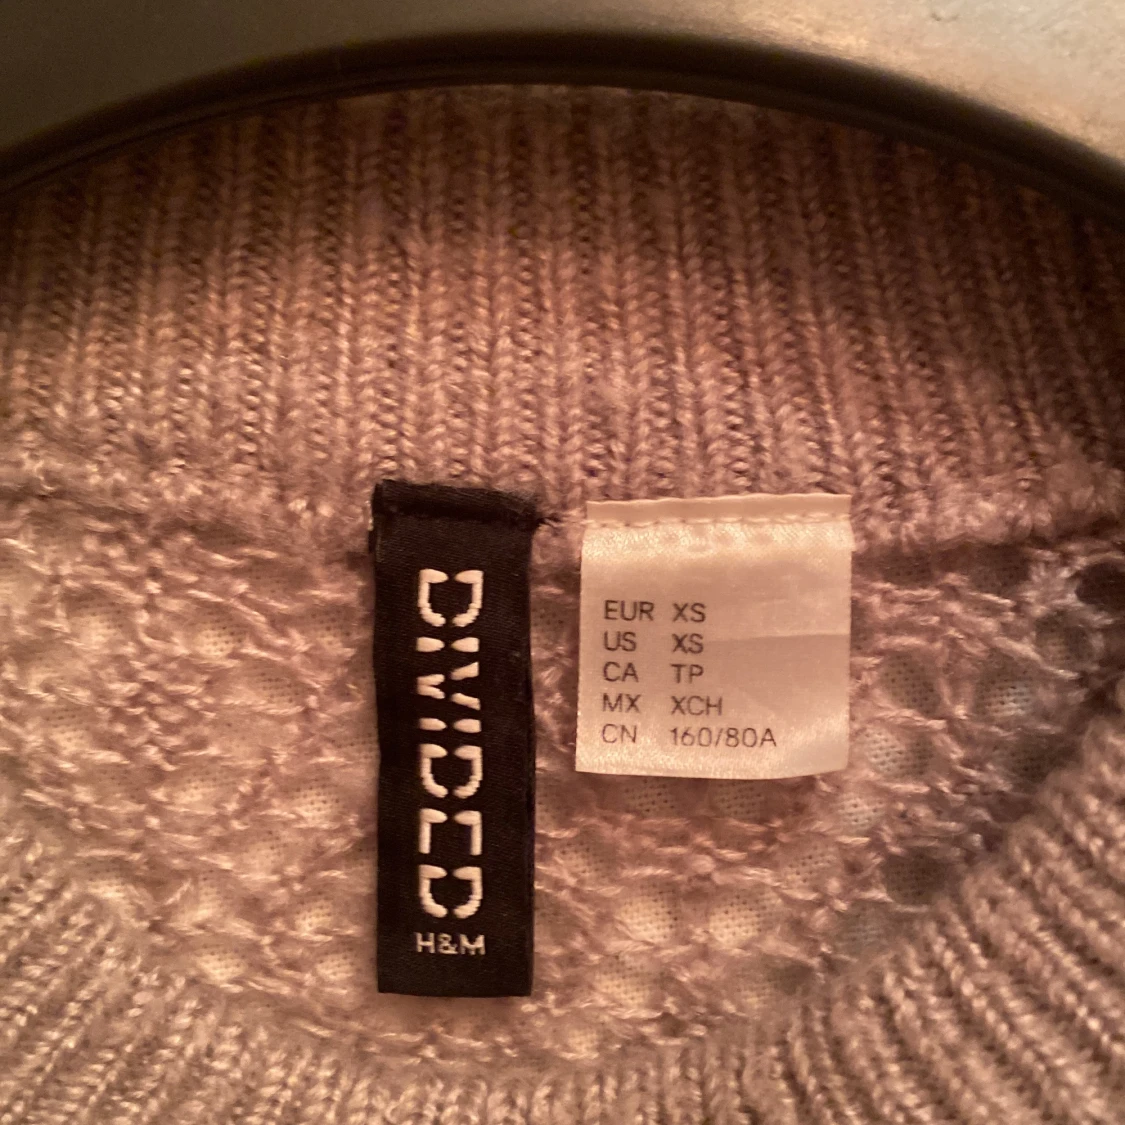 DIVIDED
H&M
EUR XS
US XS
CA TP
MX XCH
CN 160/80A